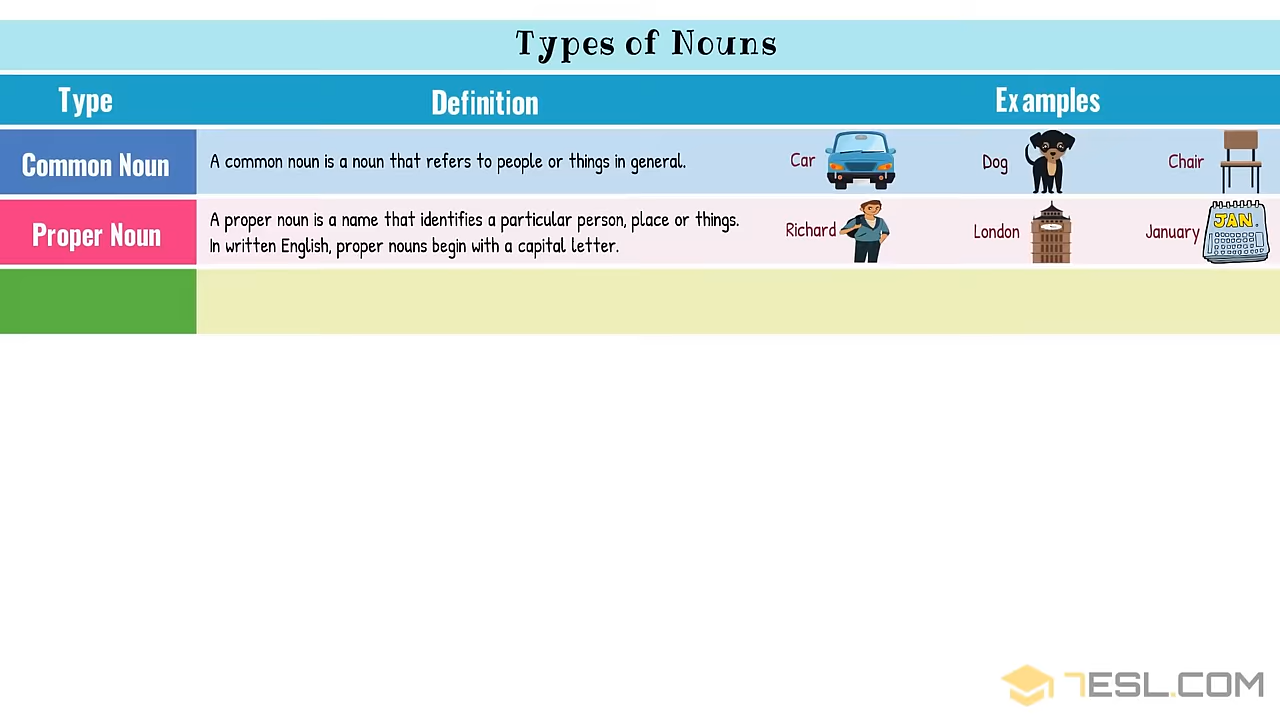 Types of Nouns
Type Definition Examples
Common Noun A common noun is a noun that refers to people or things in general. Car Dog Chair
Proper Noun A proper noun is a name that identifies a particular person, place or things.
In written English, proper nouns begin with a capital letter. Richard London January
JAN.
7ESL.COM